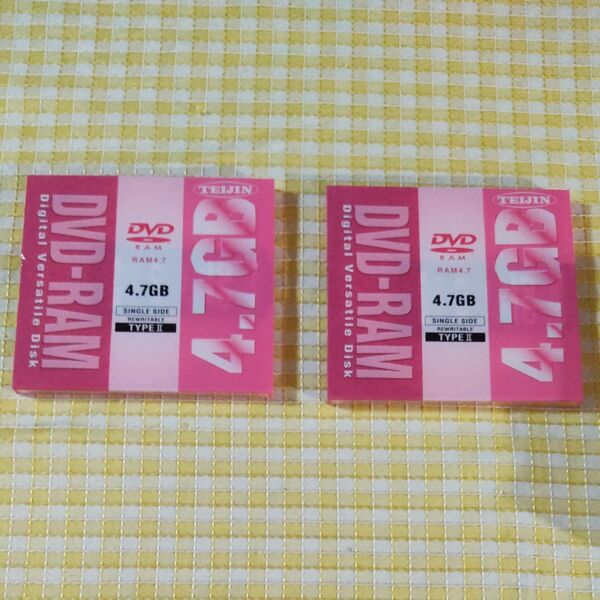 DVD-RAM
Digital Versatile Disk
DVD
RAM
RAM4.7
4.7GB
SINGLE SIDE
REWRITABLE
TYPE II
TEIJIN
4.7GB
DVD-RAM
Digital Versatile Disk
DVD
RAM
RAM4.7
4.7GB
SINGLE SIDE
REWRITABLE
TYPE II
TEIJIN
4.7GB